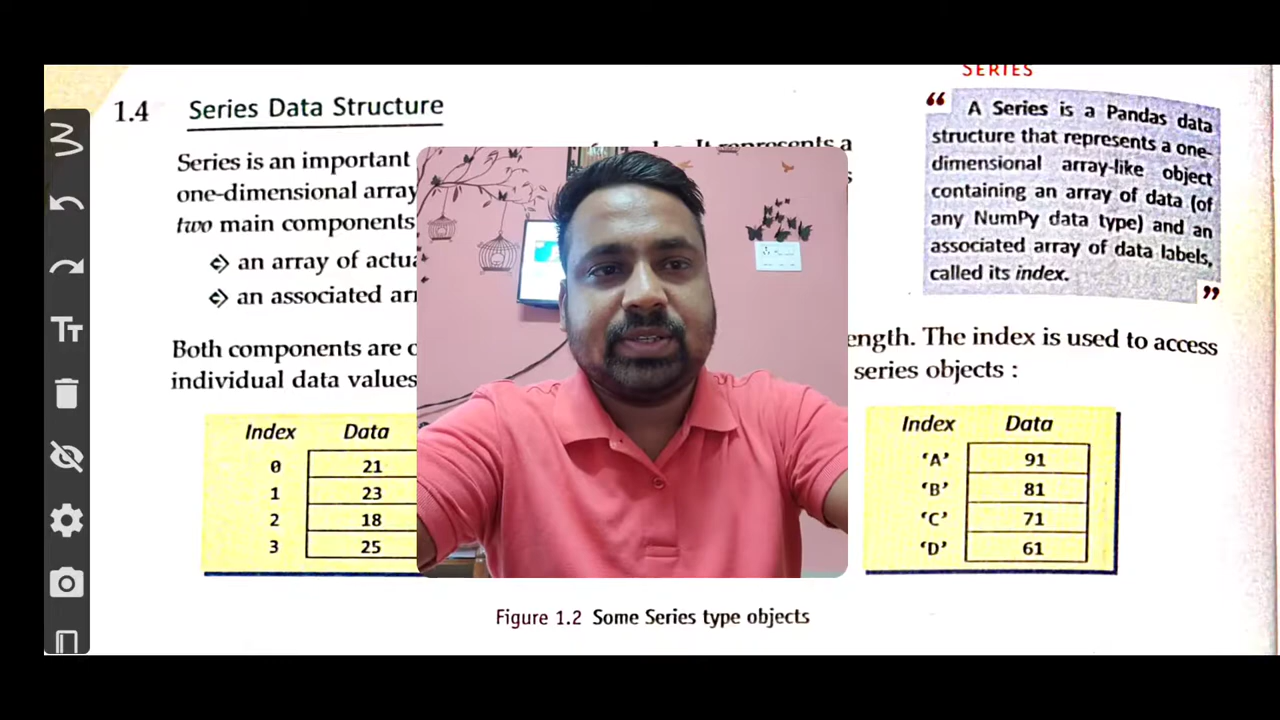 SERIES
1.4 Series Data Structure
Series is an important
represents a
one-dimensional array
two main components
an array of actua
an associated arr
“ A Series is a Pandas data
structure that represents a one-
dimensional array-like object
containing an array of data (of
any NumPy data type) and an
associated array of data labels,
called its index. ”
Both components are
ength. The index is used to access
individual data values
series objects :
Index Data
0 21
1 23
2 18
3 25
Index Data
‘A’ 91
‘B’ 81
‘C’ 71
‘D’ 61
Figure 1.2 Some Series type objects